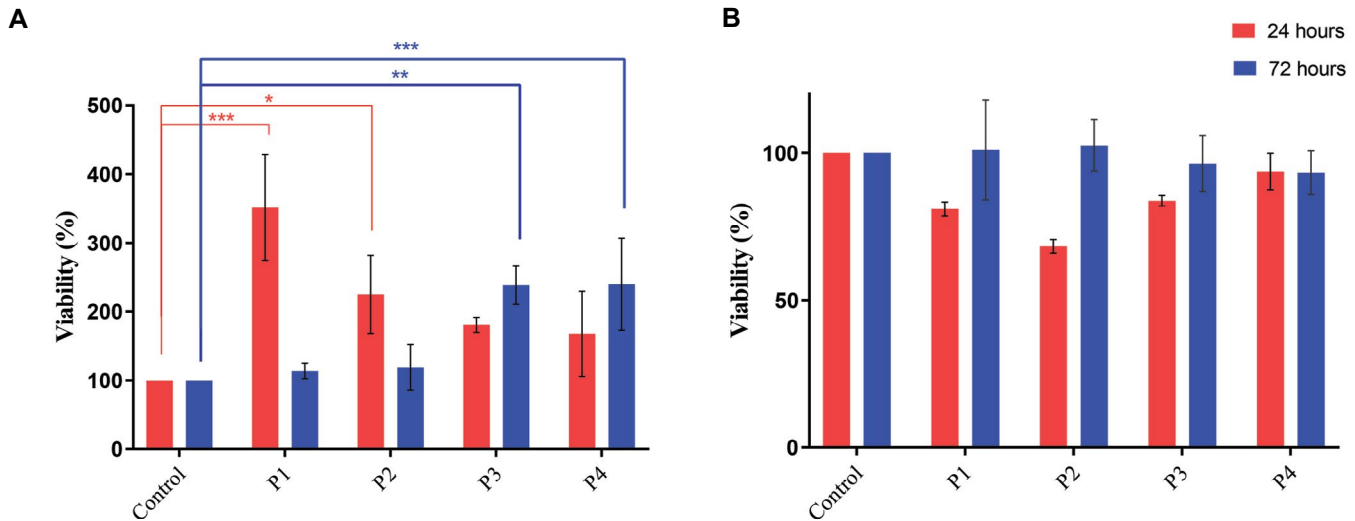 A
***
**
*
***
500
400
300
200
100
0
Viability (%)
Control
P1
P2
P3
P4
B
24 hours
72 hours
100
50
0
Viability (%)
Control
P1
P2
P3
P4